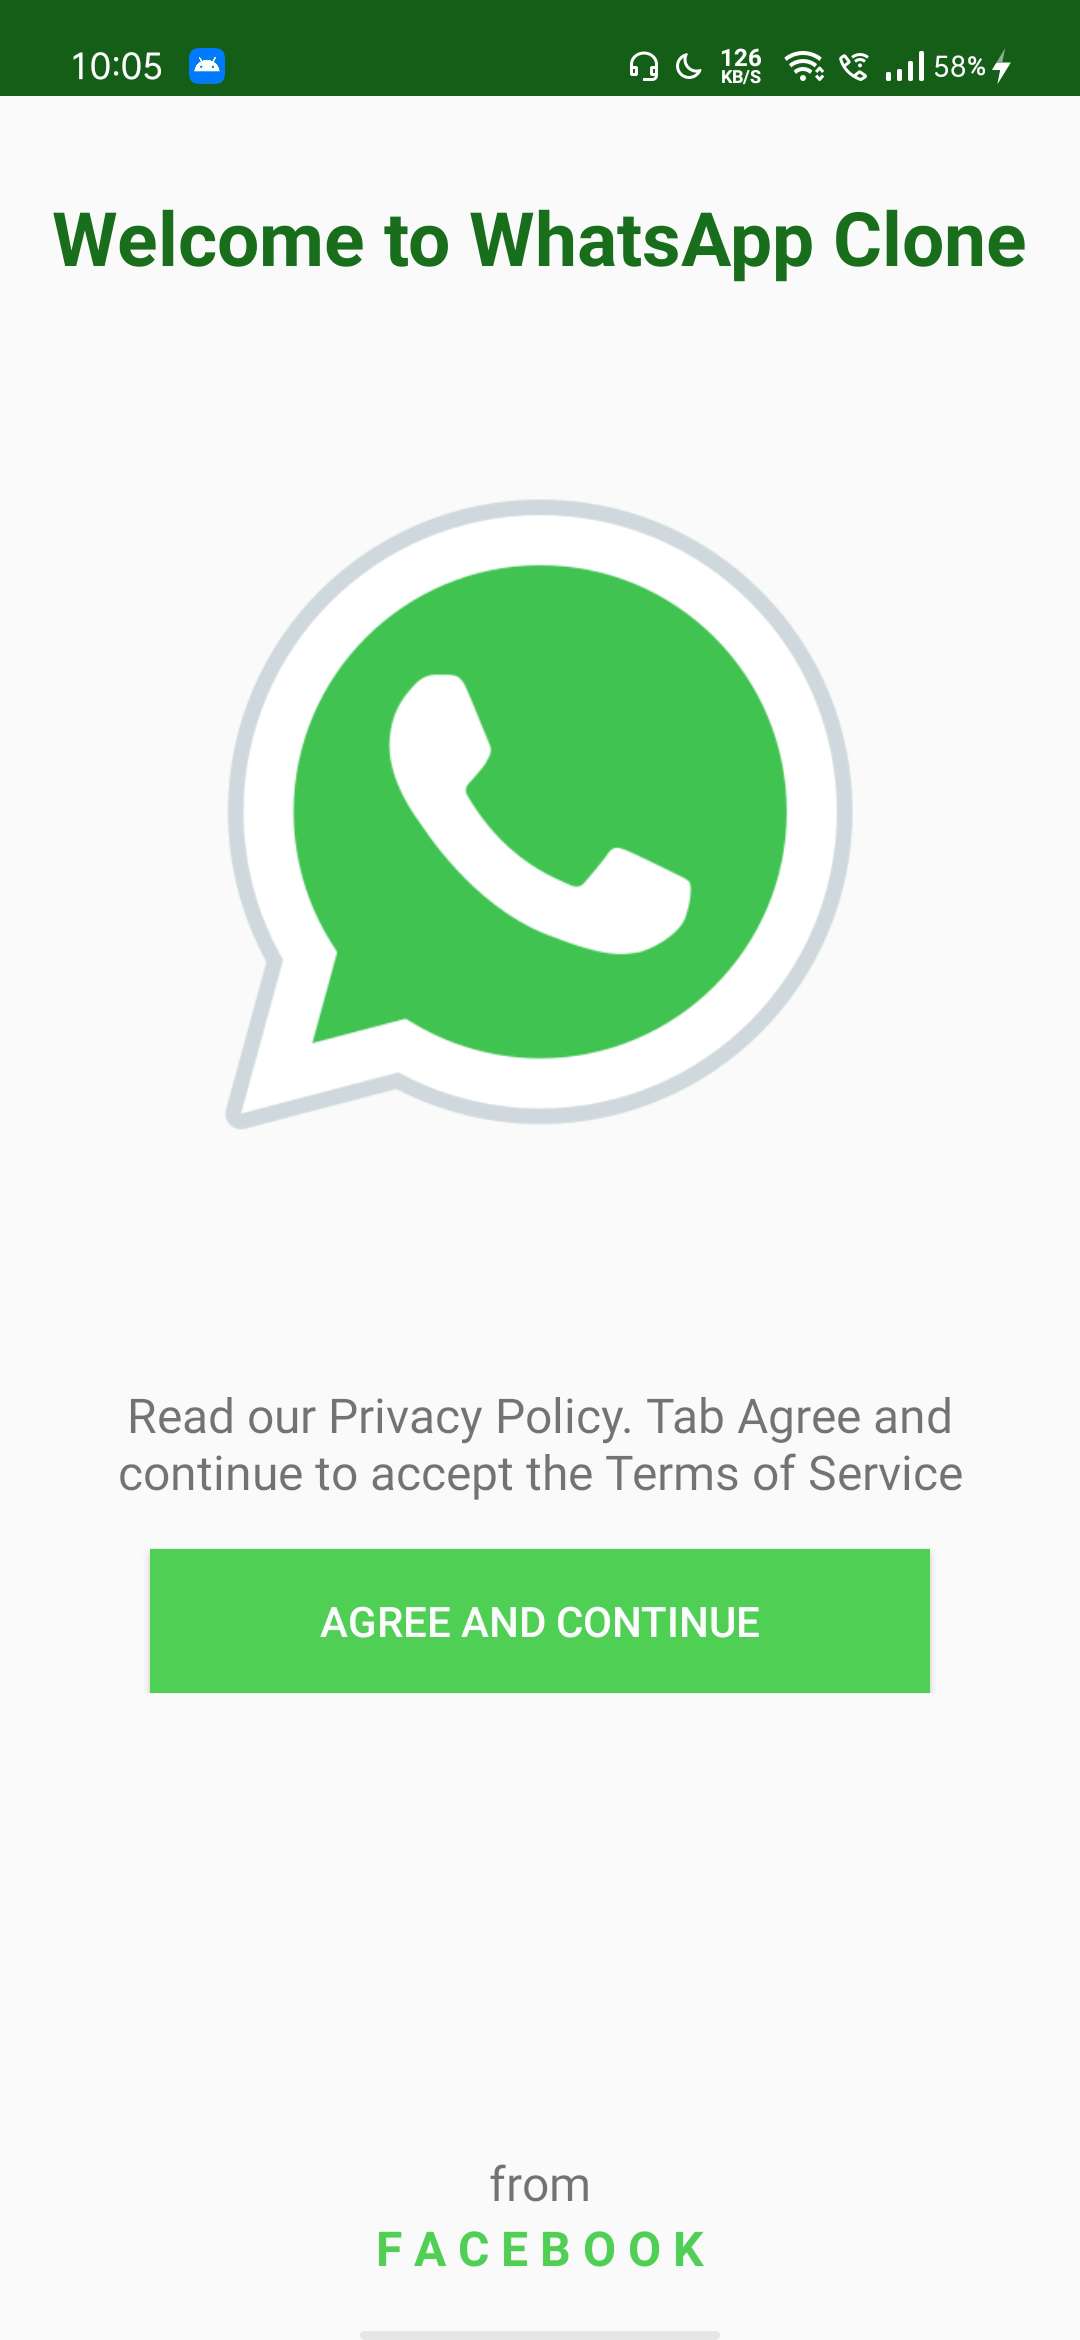 10:05 126 KB/S 58%
Welcome to WhatsApp Clone
Read our Privacy Policy. Tab Agree and
continue to accept the Terms of Service
AGREE AND CONTINUE
from
FACEBOOK